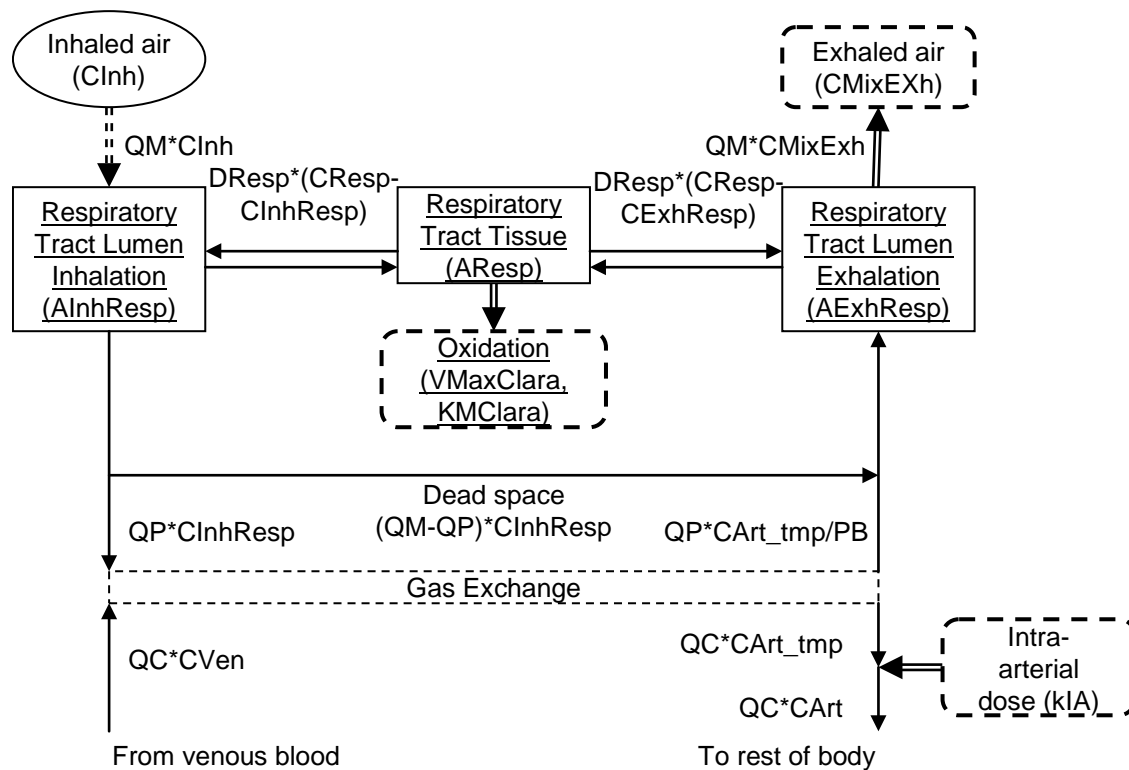 Inhaled air
(CInh)
Exhaled air
(CMixEXh)
QM*CInh
QM*CMixExh
DResp*(CResp-
CInhResp)
DResp*(CResp-
CExhResp)
Respiratory
Tract Lumen
Inhalation
(AInhResp)
Respiratory
Tract Tissue
(AResp)
Respiratory
Tract Lumen
Exhalation
(AExhResp)
Oxidation
(VMaxClara,
KMClara)
Dead space
(QM-QP)*CInhResp
QP*CInhResp
QP*CArt_tmp/PB
Gas Exchange
QC*CVen
QC*CArt_tmp
Intra-
arterial
dose (kIA)
QC*CArt
From venous blood
To rest of body